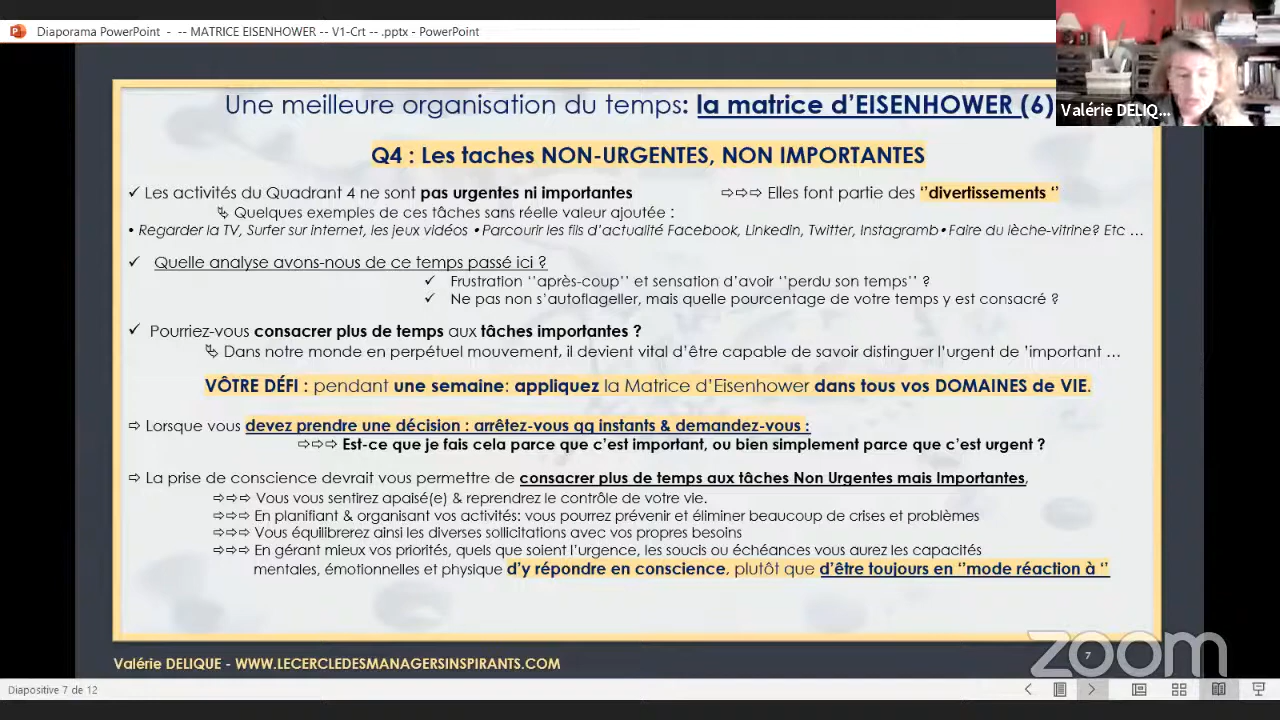 Diaporama PowerPoint - -- MATRICE EISENHOWER -- V1-Crt -- .pptx - PowerPoint
Valérie DELIQ...
Une meilleure organisation du temps: la matrice d’EISENHOWER (6)
Q4 : Les taches NON-URGENTES, NON IMPORTANTES
✓ Les activités du Quadrant 4 ne sont pas urgentes ni importantes ⇨⇨⇨ Elles font partie des ‘’divertissements ‘’
↳ Quelques exemples de ces tâches sans réelle valeur ajoutée :
• Regarder la TV, Surfer sur Internet, les jeux vidéos • Parcourir les fils d’actualité Facebook, LinkedIn, Twitter, Instagramb • Faire du lèche-vitrine? Etc …
✓ Quelle analyse avons-nous de ce temps passé ici ?
✓ Frustration ‘’après-coup’’ et sensation d’avoir ‘’perdu son temps’’ ?
✓ Ne pas non s’autoflageller, mais quelle pourcentage de votre temps y est consacré ?
✓ Pourriez-vous consacrer plus de temps aux tâches importantes ?
↳ Dans notre monde en perpétuel mouvement, il devient vital d’être capable de savoir distinguer l’urgent de ’important …
VÔTRE DÉFI : pendant une semaine: appliquez la Matrice d’Eisenhower dans tous vos DOMAINES de VIE.
⇨ Lorsque vous devez prendre une décision : arrêtez-vous qq instants & demandez-vous :
⇨⇨⇨ Est-ce que je fais cela parce que c’est important, ou bien simplement parce que c’est urgent ?
⇨ La prise de conscience devrait vous permettre de consacrer plus de temps aux tâches Non Urgentes mais Importantes,
⇨⇨⇨ Vous vous sentirez apaisé(e) & reprendrez le contrôle de votre vie.
⇨⇨⇨ En planifiant & organisant vos activités: vous pourrez prévenir et éliminer beaucoup de crises et problèmes
⇨⇨⇨ Vous équilibrerez ainsi les diverses sollicitations avec vos propres besoins
⇨⇨⇨ En gérant mieux vos priorités, quels que soient l’urgence, les soucis ou échéances vous aurez les capacités
mentales, émotionnelles et physique d’y répondre en conscience, plutôt que d’être toujours en ‘’mode réaction à ‘’
Valérie DELIQUE - WWW.LECERCLEDESMANAGERSINSPIRANTS.COM
7
zoom
Diapositive 7 de 12